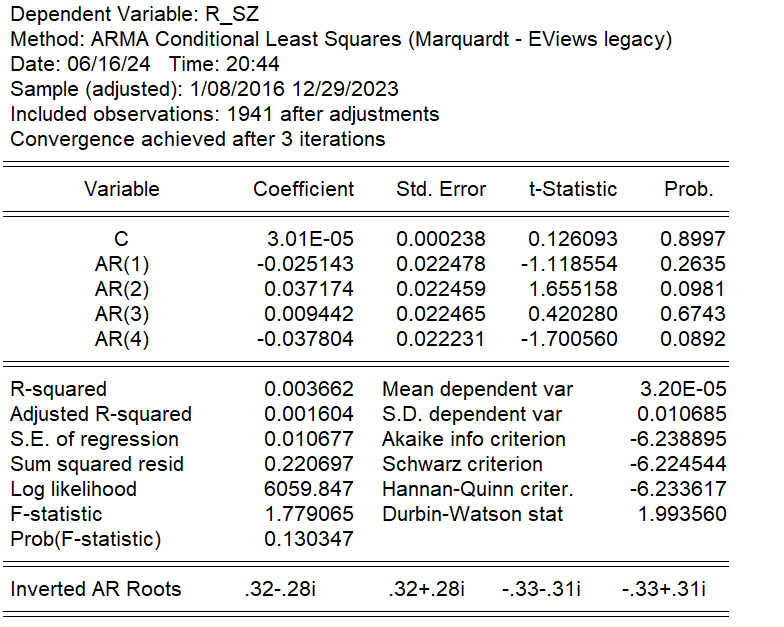 Dependent Variable: R_SZ
Method: ARMA Conditional Least Squares (Marquardt - EViews legacy)
Date: 06/16/24 Time: 20:44
Sample (adjusted): 1/08/2016 12/29/2023
Included observations: 1941 after adjustments
Convergence achieved after 3 iterations
Variable Coefficient Std. Error t-Statistic Prob.
C 3.01E-05 0.000238 0.126093 0.8997
AR(1) -0.025143 0.022478 -1.118554 0.2635
AR(2) 0.037174 0.022459 1.655158 0.0981
AR(3) 0.009442 0.022465 0.420280 0.6743
AR(4) -0.037804 0.022231 -1.700560 0.0892
R-squared 0.003662 Mean dependent var 3.20E-05
Adjusted R-squared 0.001604 S.D. dependent var 0.010685
S.E. of regression 0.010677 Akaike info criterion -6.238895
Sum squared resid 0.220697 Schwarz criterion -6.224544
Log likelihood 6059.847 Hannan-Quinn criter. -6.233617
F-statistic 1.779065 Durbin-Watson stat 1.993560
Prob(F-statistic) 0.130347
Inverted AR Roots .32-.28i .32+.28i -.33-.31i -.33+.31i